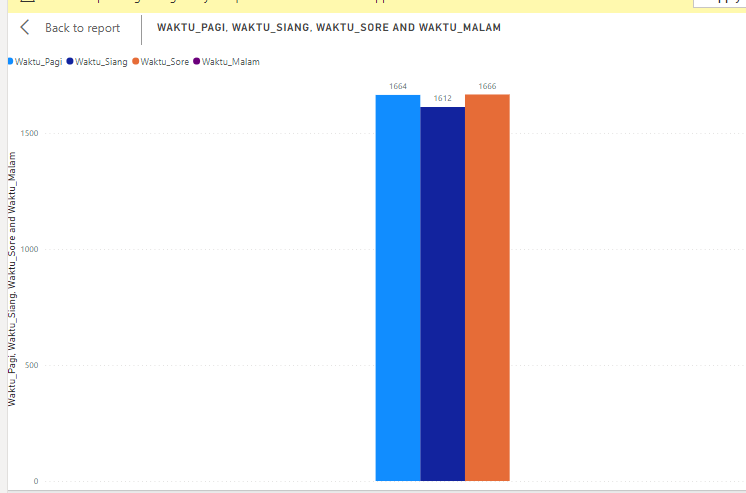 Back to report
WAKTU_PAGI, WAKTU_SIANG, WAKTU_SORE AND WAKTU_MALAM
Waktu_Pagi Waktu_Siang Waktu_Sore Waktu_Malam
1664
1612
1666
1500
1000
500
0
Waktu_Pagi, Waktu_Siang, Waktu_Sore and Waktu_Malam